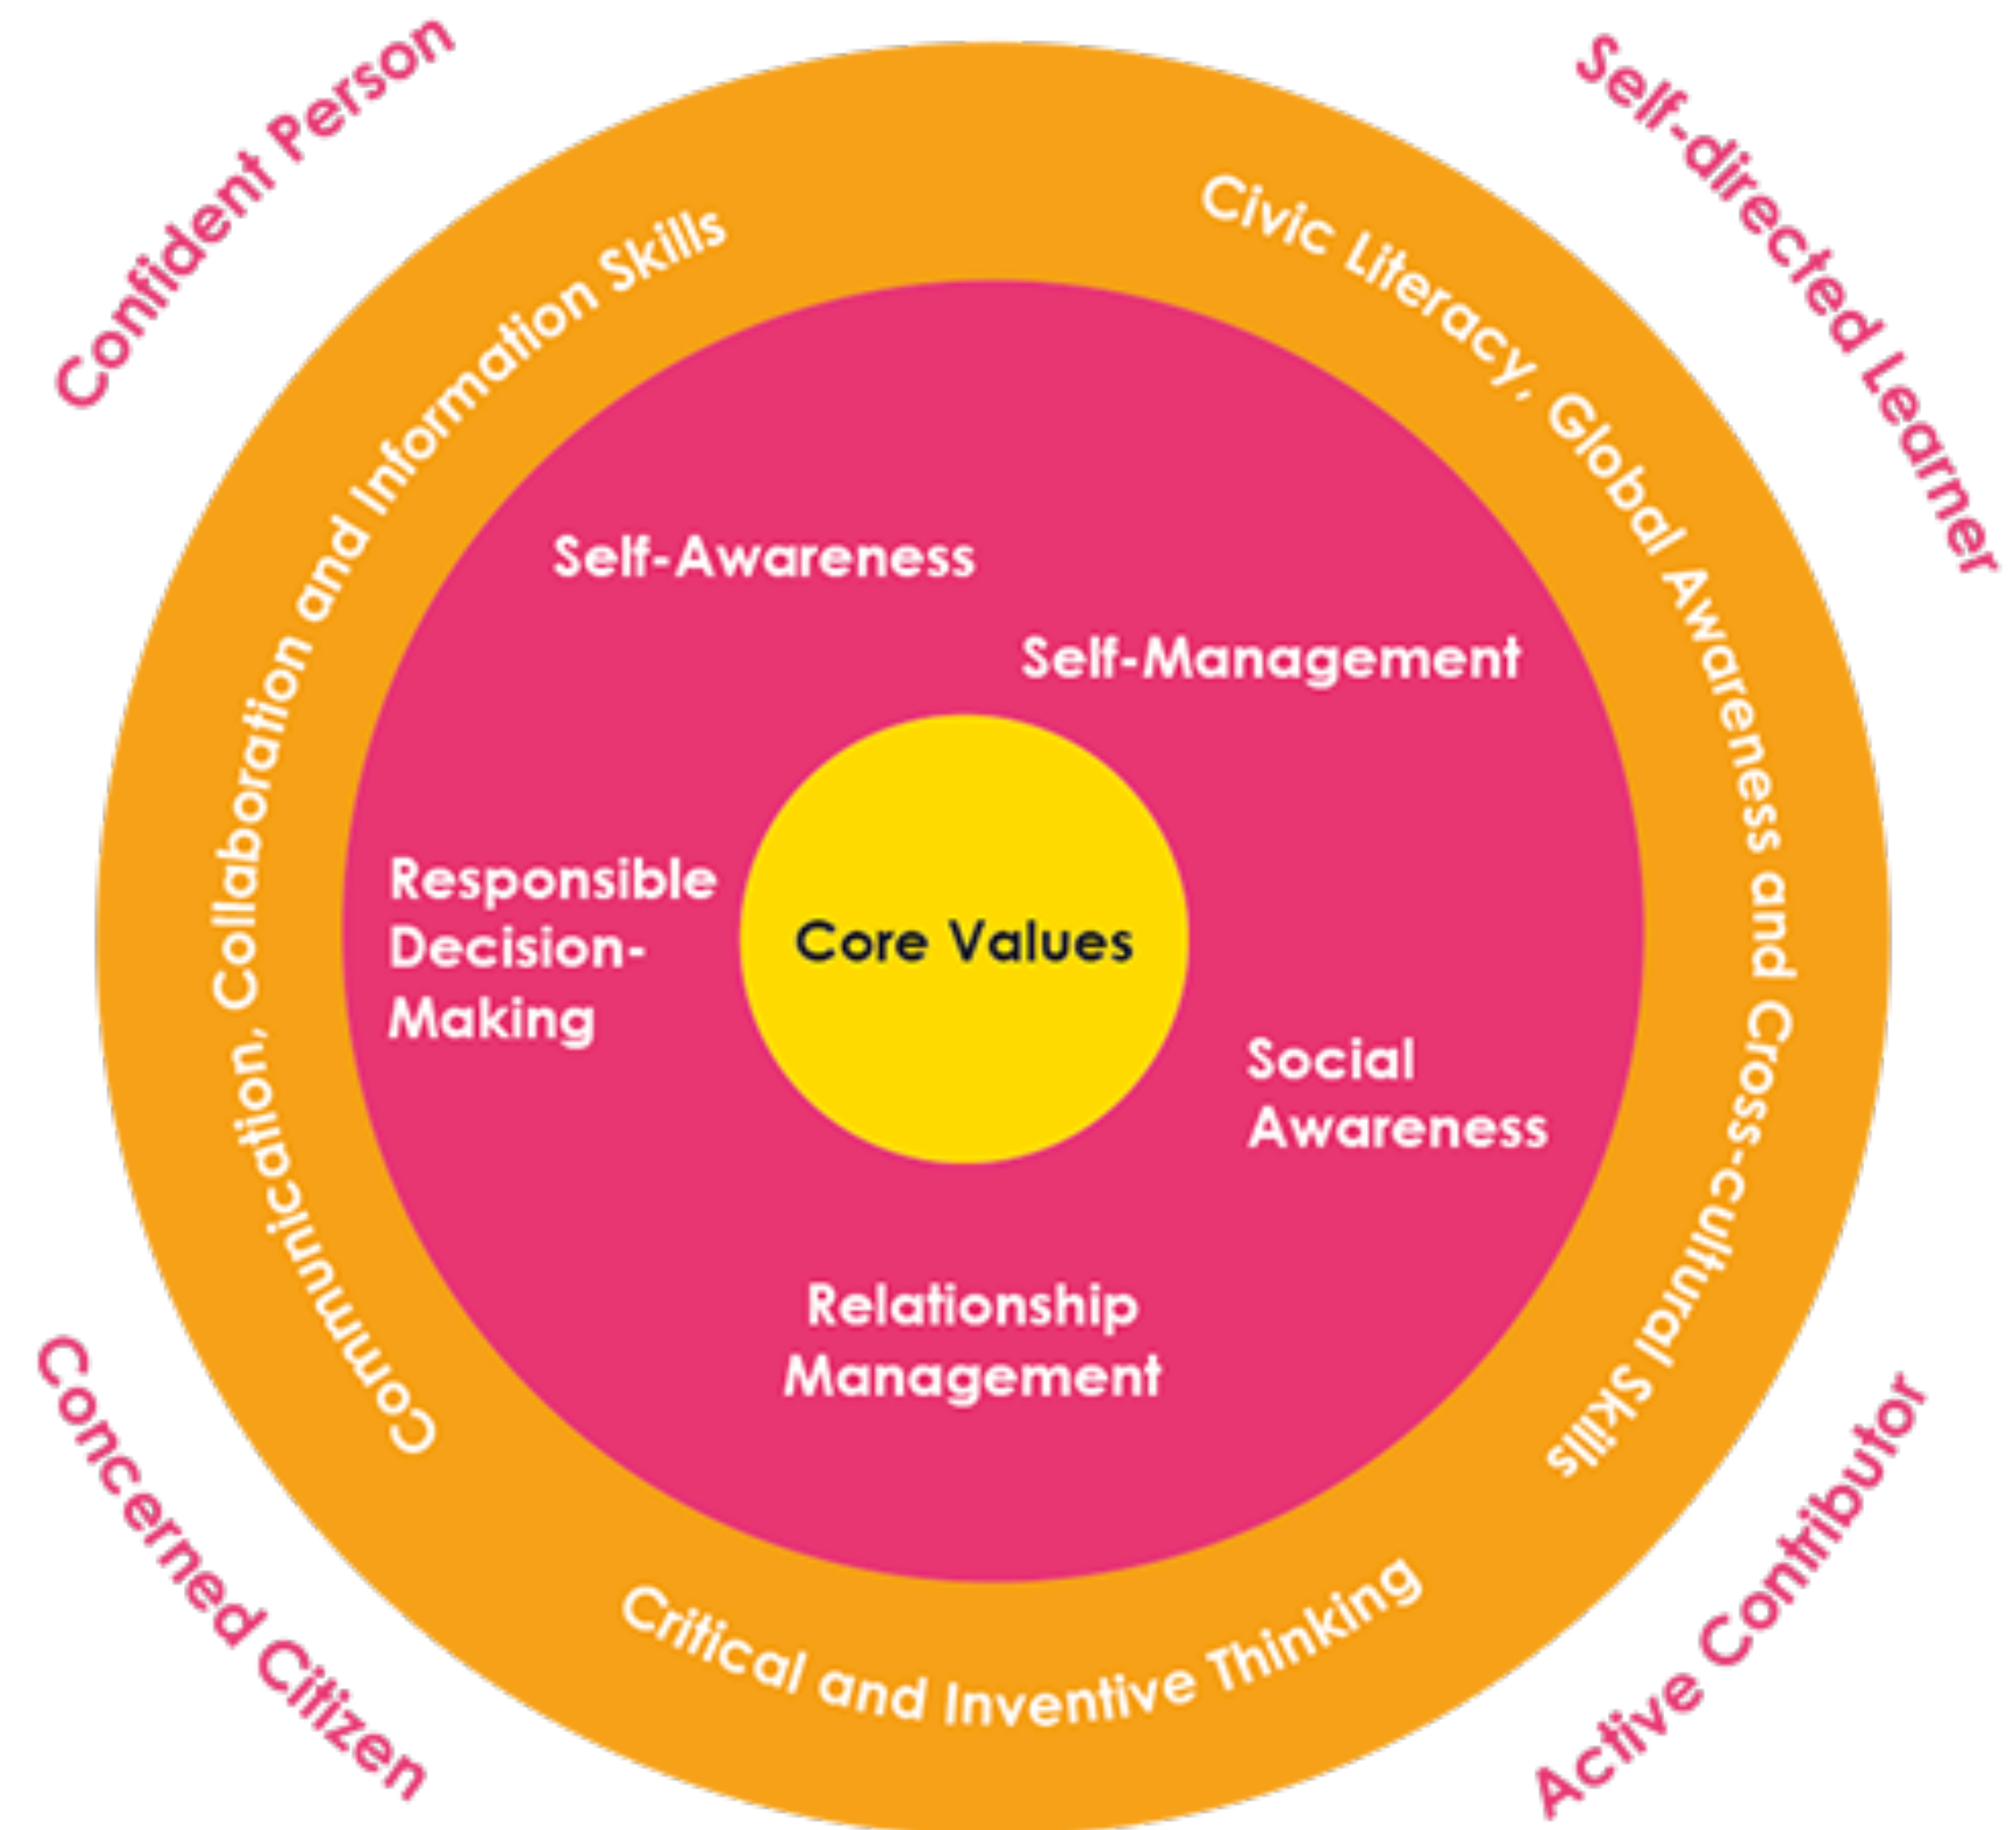 Confident Person
Self-directed Learner
Communication, Collaboration and Information Skills
Civic Literacy, Global Awareness and Cross-cultural Skills
Self-Awareness
Self-Management
Responsible
Decision-
Making
Core Values
Social
Awareness
Relationship
Management
Critical and Inventive Thinking
Concerned Citizen
Active Contributor